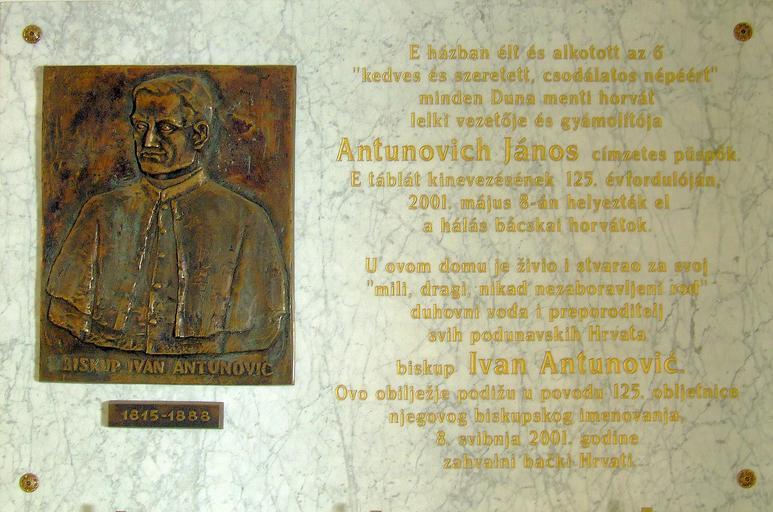 E házban élt és alkotott az ő
"kedves és szeretett, csodálatos népéért"
minden Duna menti horvát
lelki vezetője és gyámolítója
Antunovich János címzetes püspök.
E táblát kinevezésének 125. évfordulóján,
2001. május 8-án helyezték el
a hálás bácskai horvátok.
U ovom domu je živio i stvarao za svoj
"mili, dragi, nikad nezaboravljeni rod"
duhovni vođa i preporoditelj
svih podunavskih Hrvata
biskup Ivan Antunović.
Ovo obilježje podižu u povodu 125. obljetnice
njegovog biskupskog imenovanja,
8. svibnja 2001. godine
zahvalni bački Hrvati.
BISKUP IVAN ANTUNOVIĆ
1815-1888